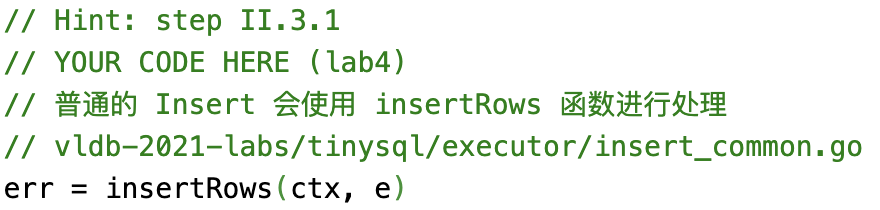 // Hint: step II.3.1
// YOUR CODE HERE (lab4)
// 普通的 Insert 会使用 insertRows 函数进行处理
// vldb-2021-labs/tinysql/executor/insert_common.go
err = insertRows(ctx, e)